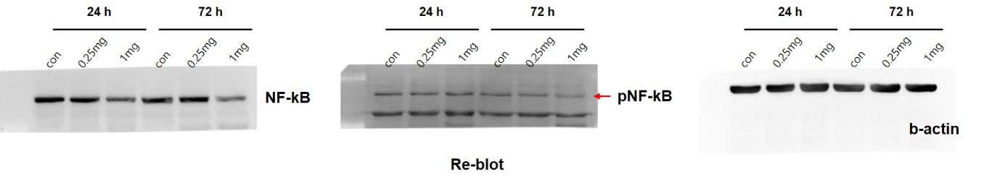 24 h 72 h
con 0.25mg 1mg con 0.25mg 1mg
NF-kB
24 h 72 h
con 0.25mg 1mg con 0.25mg 1mg
pNF-kB
Re-blot
24 h 72 h
con 0.25mg 1mg con 0.25mg 1mg
b-actin